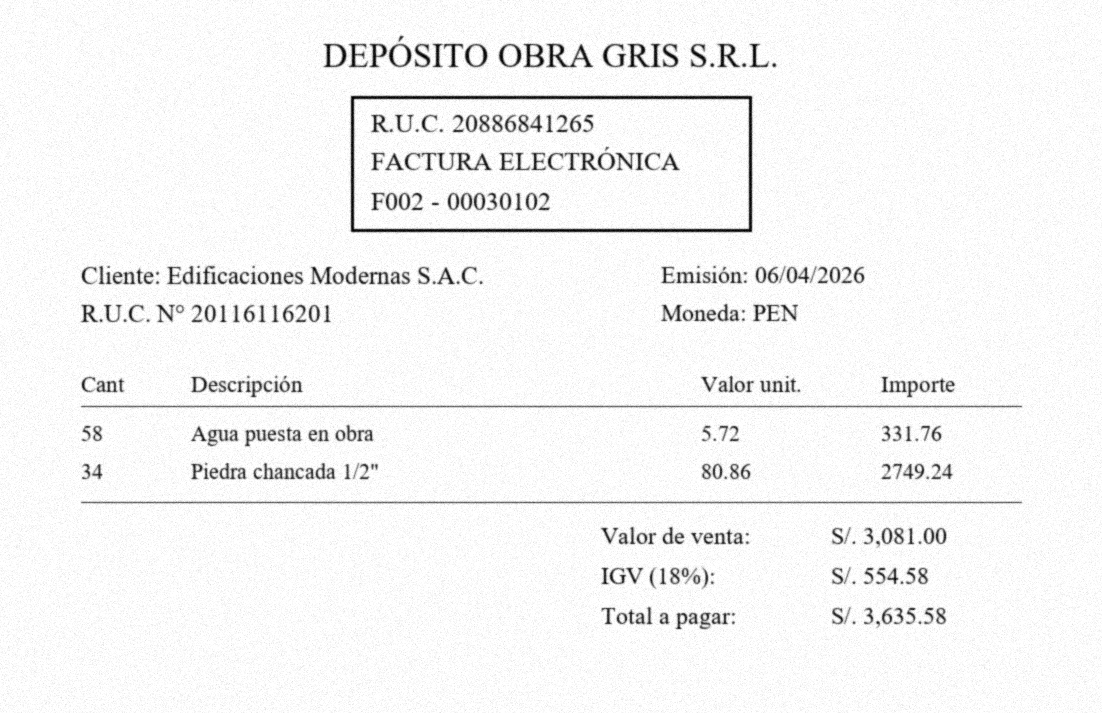 DEPÓSITO OBRA GRIS S.R.L.
R.U.C. 20886841265
FACTURA ELECTRÓNICA
F002 - 00030102
Cliente: Edificaciones Modernas S.A.C. Emisión: 06/04/2026
R.U.C. N° 20116116201 Moneda: PEN
Cant Descripción Valor unit. Importe
58 Agua puesta en obra 5.72 331.76
34 Piedra chancada 1/2" 80.86 2749.24
Valor de venta: S/. 3,081.00
IGV (18%): S/. 554.58
Total a pagar: S/. 3,635.58